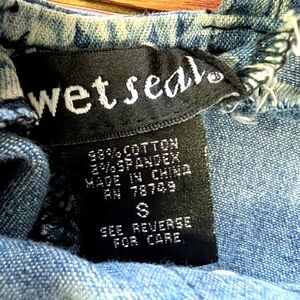 wet seal.
98% COTTON
2% SPANDEX
MADE IN CHINA
RN 78749
S
SEE REVERSE
FOR CARE